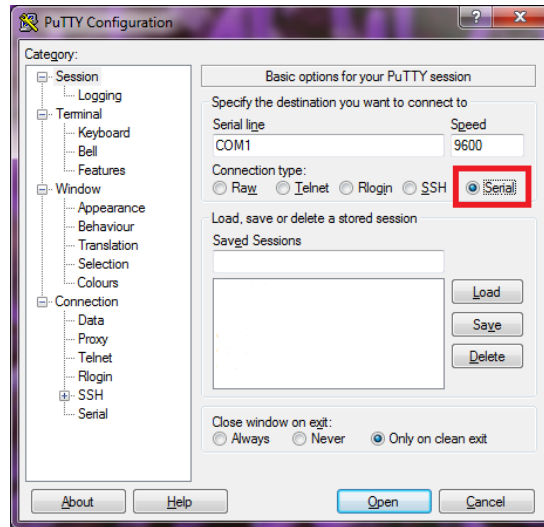 PuTTY Configuration
?
X
Category:
Session
Logging
Terminal
Keyboard
Bell
Features
Window
Appearance
Behaviour
Translation
Selection
Colours
Connection
Data
Proxy
Telnet
Rlogin
SSH
Serial
Basic options for your PuTTY session
Specify the destination you want to connect to
Serial line
Speed
COM1
9600
Connection type:
Raw Telnet Rlogin SSH Serial
Load, save or delete a stored session
Saved Sessions
Load
Save
Delete
Close window on exit:
Always Never Only on clean exit
About
Help
Open
Cancel